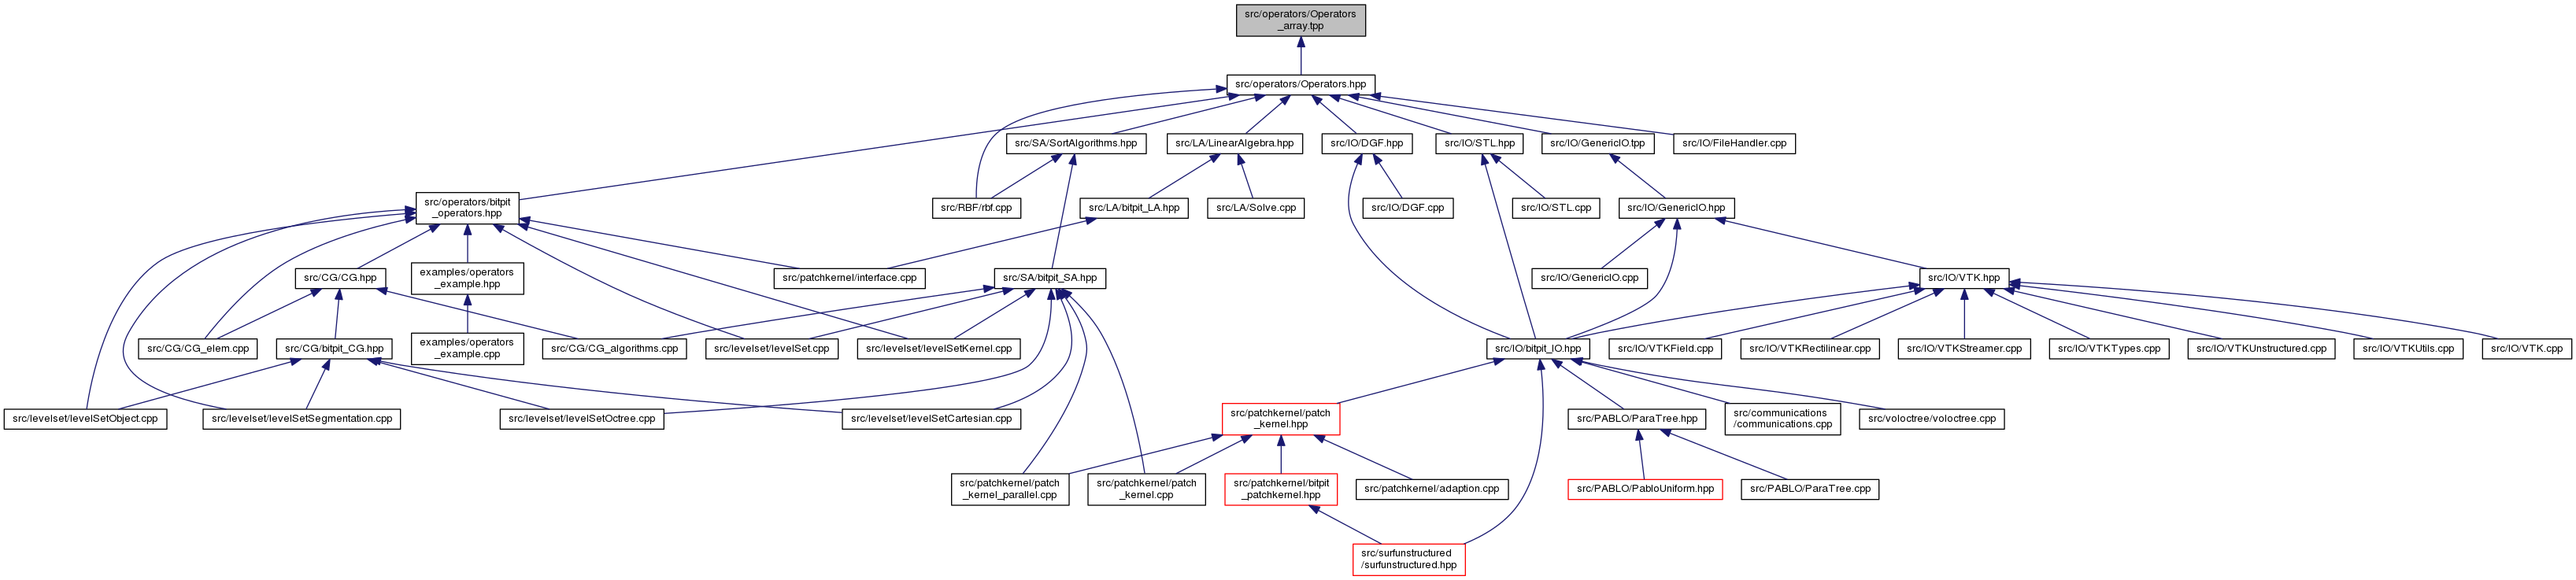 src/operators/Operators
_array.tpp
src/operators/Operators.hpp
src/SA/SortAlgorithms.hpp
src/LA/LinearAlgebra.hpp
src/IO/DGF.hpp
src/IO/STL.hpp
src/IO/GenericIO.tpp
src/IO/FileHandler.cpp
src/operators/bitpit
_operators.hpp
src/RBF/rbf.cpp
src/LA/bitpit_LA.hpp
src/LA/Solve.cpp
src/IO/DGF.cpp
src/IO/STL.cpp
src/IO/GenericIO.hpp
src/CG/CG.hpp
examples/operators
_example.hpp
src/patchkernel/interface.cpp
src/SA/bitpit_SA.hpp
src/IO/GenericIO.cpp
src/IO/VTK.hpp
src/CG/CG_elem.cpp
src/CG/bitpit_CG.hpp
examples/operators
_example.cpp
src/CG/CG_algorithms.cpp
src/levelset/levelSet.cpp
src/levelset/levelSetKernel.cpp
src/IO/bitpit_IO.hpp
src/IO/VTKField.cpp
src/IO/VTKRectilinear.cpp
src/IO/VTKStreamer.cpp
src/IO/VTKTypes.cpp
src/IO/VTKUnstructured.cpp
src/IO/VTKUtils.cpp
src/IO/VTK.cpp
src/levelset/levelSetObject.cpp
src/levelset/levelSetSegmentation.cpp
src/levelset/levelSetOctree.cpp
src/levelset/levelSetCartesian.cpp
src/patchkernel/patch
_kernel.hpp
src/PABLO/ParaTree.hpp
src/communications
/communications.cpp
src/voloctree/voloctree.cpp
src/patchkernel/patch
_kernel_parallel.cpp
src/patchkernel/patch
_kernel.cpp
src/patchkernel/bitpit
_patchkernel.hpp
src/patchkernel/adaption.cpp
src/PABLO/PabloUniform.hpp
src/PABLO/ParaTree.cpp
src/surfunstructured
/surfunstructured.hpp